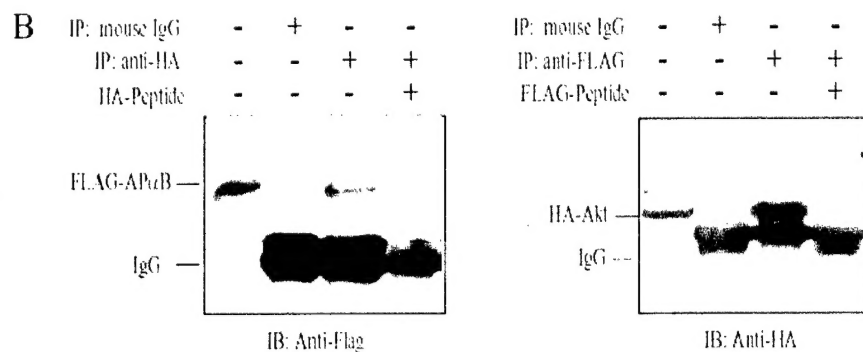 B
IP: mouse IgG - + - -
IP: anti-HA - - + +
HA-Peptide - - - +
FLAG-APαB
IgG
IB: Anti-Flag
IP: mouse IgG - + - -
IP: anti-FLAG - - + +
FLAG-Peptide - - - +
HA-Akt
IgG
IB: Anti-HA